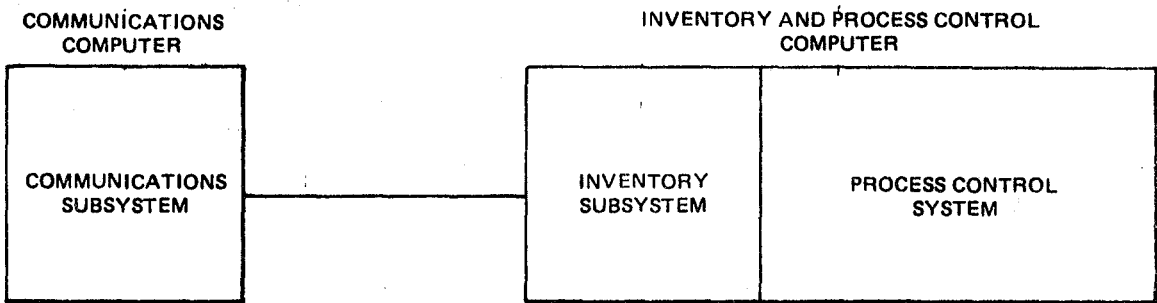 COMMUNICATIONS
COMPUTER
INVENTORY AND PROCESS CONTROL
COMPUTER
COMMUNICATIONS
SUBSYSTEM
INVENTORY
SUBSYSTEM
PROCESS CONTROL
SYSTEM